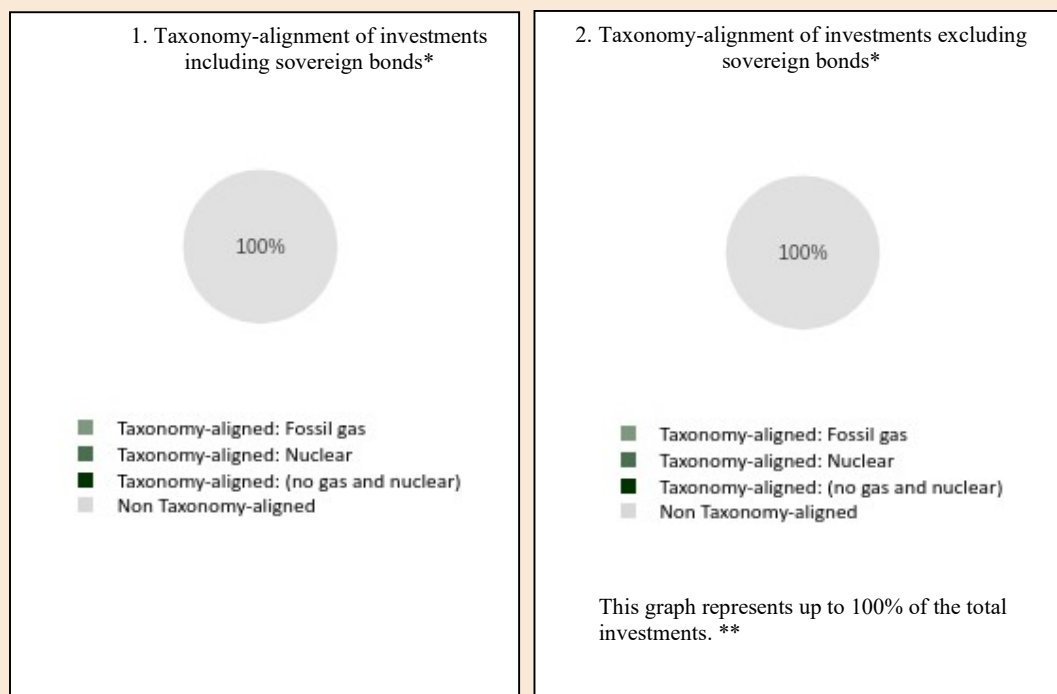 1. Taxonomy-alignment of investments
including sovereign bonds*
100%
Taxonomy-aligned: Fossil gas
Taxonomy-aligned: Nuclear
Taxonomy-aligned: (no gas and nuclear)
Non Taxonomy-aligned
2. Taxonomy-alignment of investments excluding
sovereign bonds*
100%
Taxonomy-aligned: Fossil gas
Taxonomy-aligned: Nuclear
Taxonomy-aligned: (no gas and nuclear)
Non Taxonomy-aligned
This graph represents up to 100% of the total
investments. **